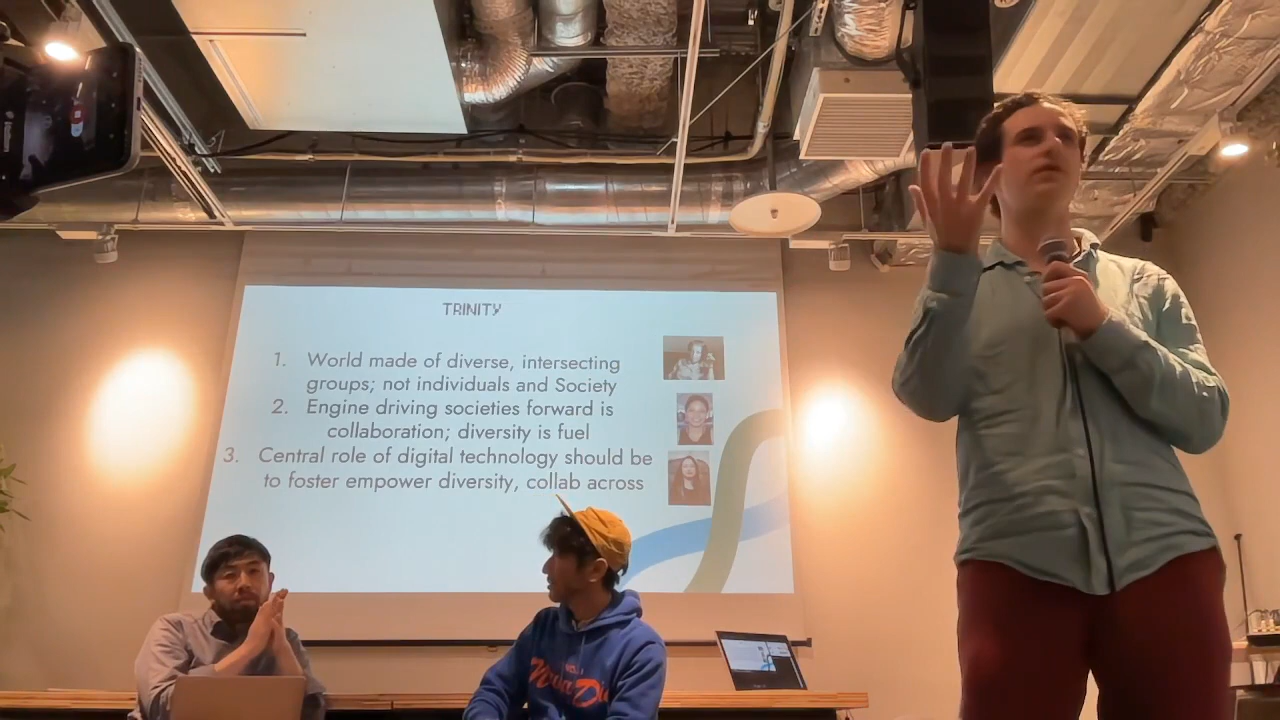 TRINITY
1. World made of diverse, intersecting
groups; not individuals and Society
2. Engine driving societies forward is
collaboration; diversity is fuel
3. Central role of digital technology should be
to foster empower diversity, collab across